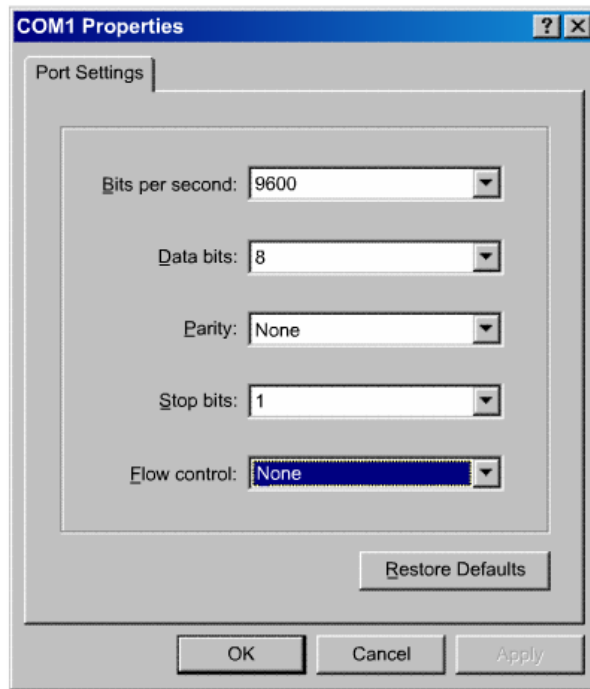 COM1 Properties
Port Settings
Bits per second: 9600
Data bits: 8
Parity: None
Stop bits: 1
Flow control: None
Restore Defaults
OK Cancel Apply